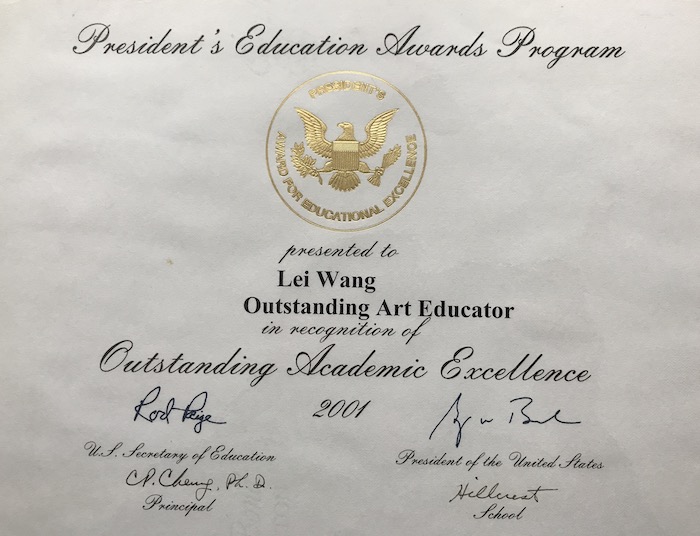 President's Education Awards Program
PRESIDENT'S
AWARD FOR EDUCATIONAL EXCELLENCE
presented to
Lei Wang
Outstanding Art Educator
in recognition of
Outstanding Academic Excellence
Rod Paige
2001
U.S. Secretary of Education
President of the United States
C.P. Cheung, Ph. D.
Hillcrest
Principal
School